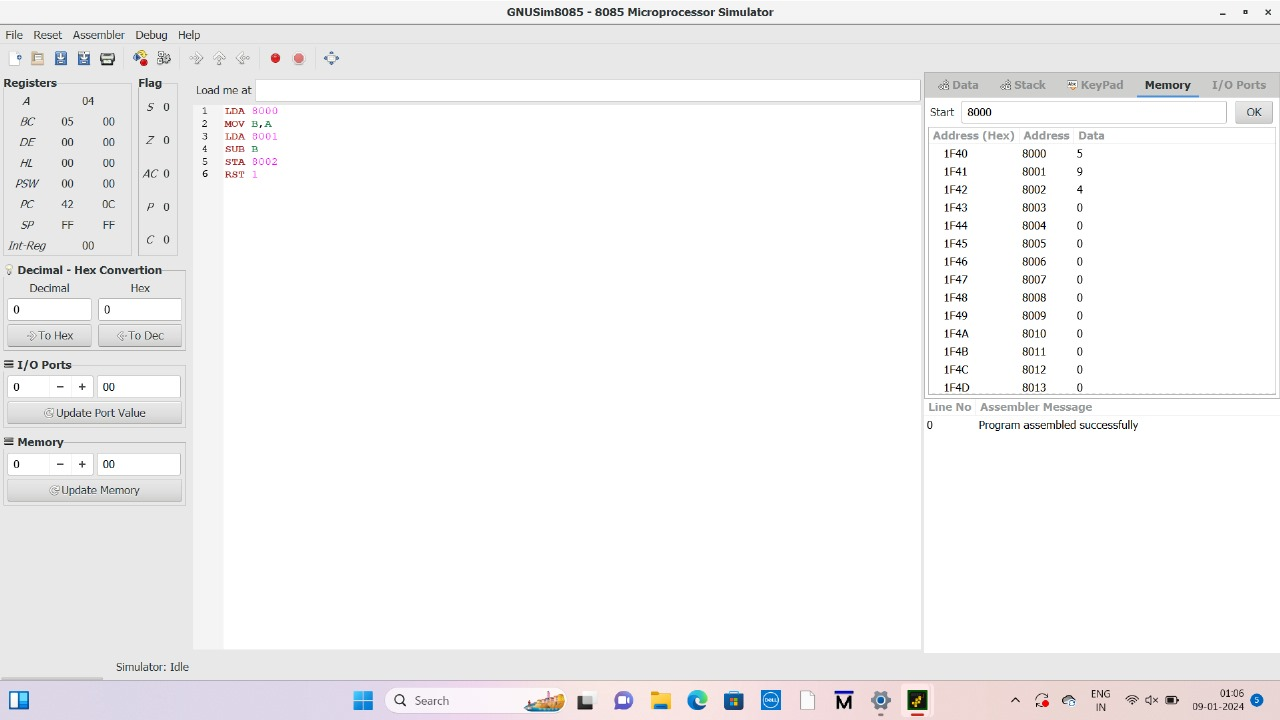 GNUSim8085 - 8085 Microprocessor Simulator
File Reset Assembler Debug Help
Registers
A 04
BC 05 00
DE 00 00
HL 00 00
PSW 00 00
PC 42 0C
SP FF FF
Int-Reg 00
Flag
S 0
Z 0
AC 0
P 0
C 0
Decimal - Hex Convertion
Decimal Hex
0 0
To Hex To Dec
I/O Ports
0 − + 00
Update Port Value
Memory
0 − + 00
Update Memory
Load me at
1 LDA 8000
2 MOV B,A
3 LDA 8001
4 SUB B
5 STA 8002
6 RST 1
Data Stack KeyPad Memory I/O Ports
Start 8000 OK
Address (Hex) Address Data
1F40 8000 5
1F41 8001 9
1F42 8002 4
1F43 8003 0
1F44 8004 0
1F45 8005 0
1F46 8006 0
1F47 8007 0
1F48 8008 0
1F49 8009 0
1F4A 8010 0
1F4B 8011 0
1F4C 8012 0
1F4D 8013 0
Line No Assembler Message
0 Program assembled successfully
Simulator: Idle
Search
DELL
M
ENG
IN
01:06
09-01-2024
5